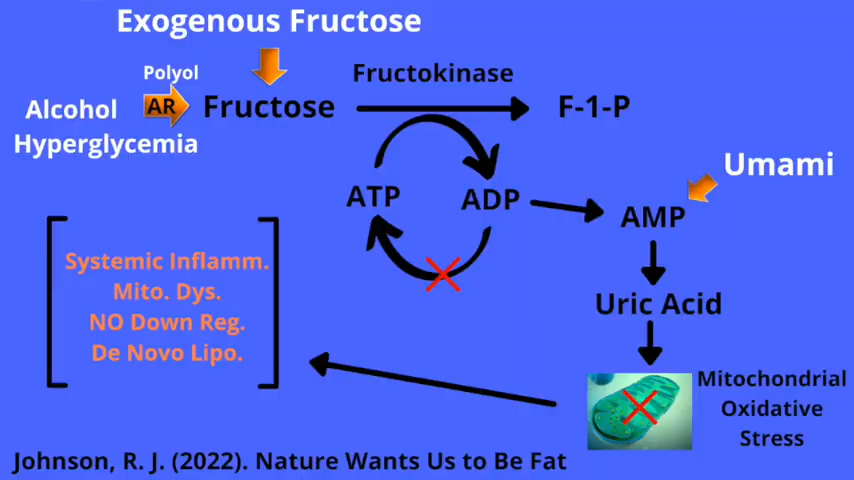 Exogenous Fructose
Polyol
Fructokinase
Alcohol
AR
Fructose
F-1-P
Hyperglycemia
Umami
ATP
ADP
AMP
Systemic Inflamm.
Mito. Dys.
NO Down Reg.
De Novo Lipo.
Uric Acid
Mitochondrial
Oxidative
Stress
Johnson, R. J. (2022). Nature Wants Us to Be Fat